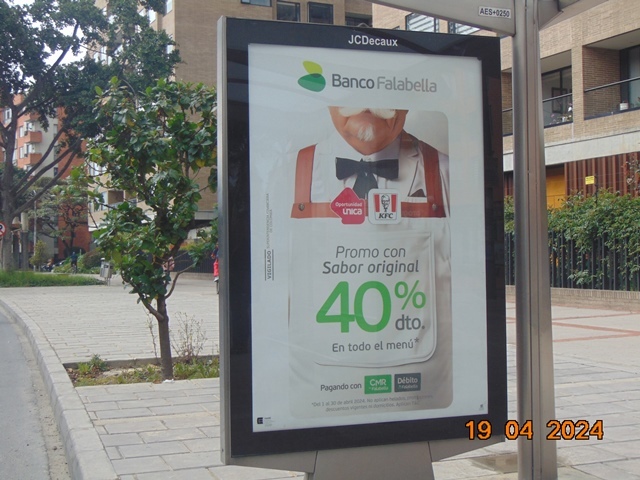 AES+0250
JCDecaux
Banco Falabella
Oportunidad
única
KFC
VIGILADO
Promo con
Sabor original
40%
dto.
En todo el menú*
Pagando con
CMR
Débito
19 04 2024